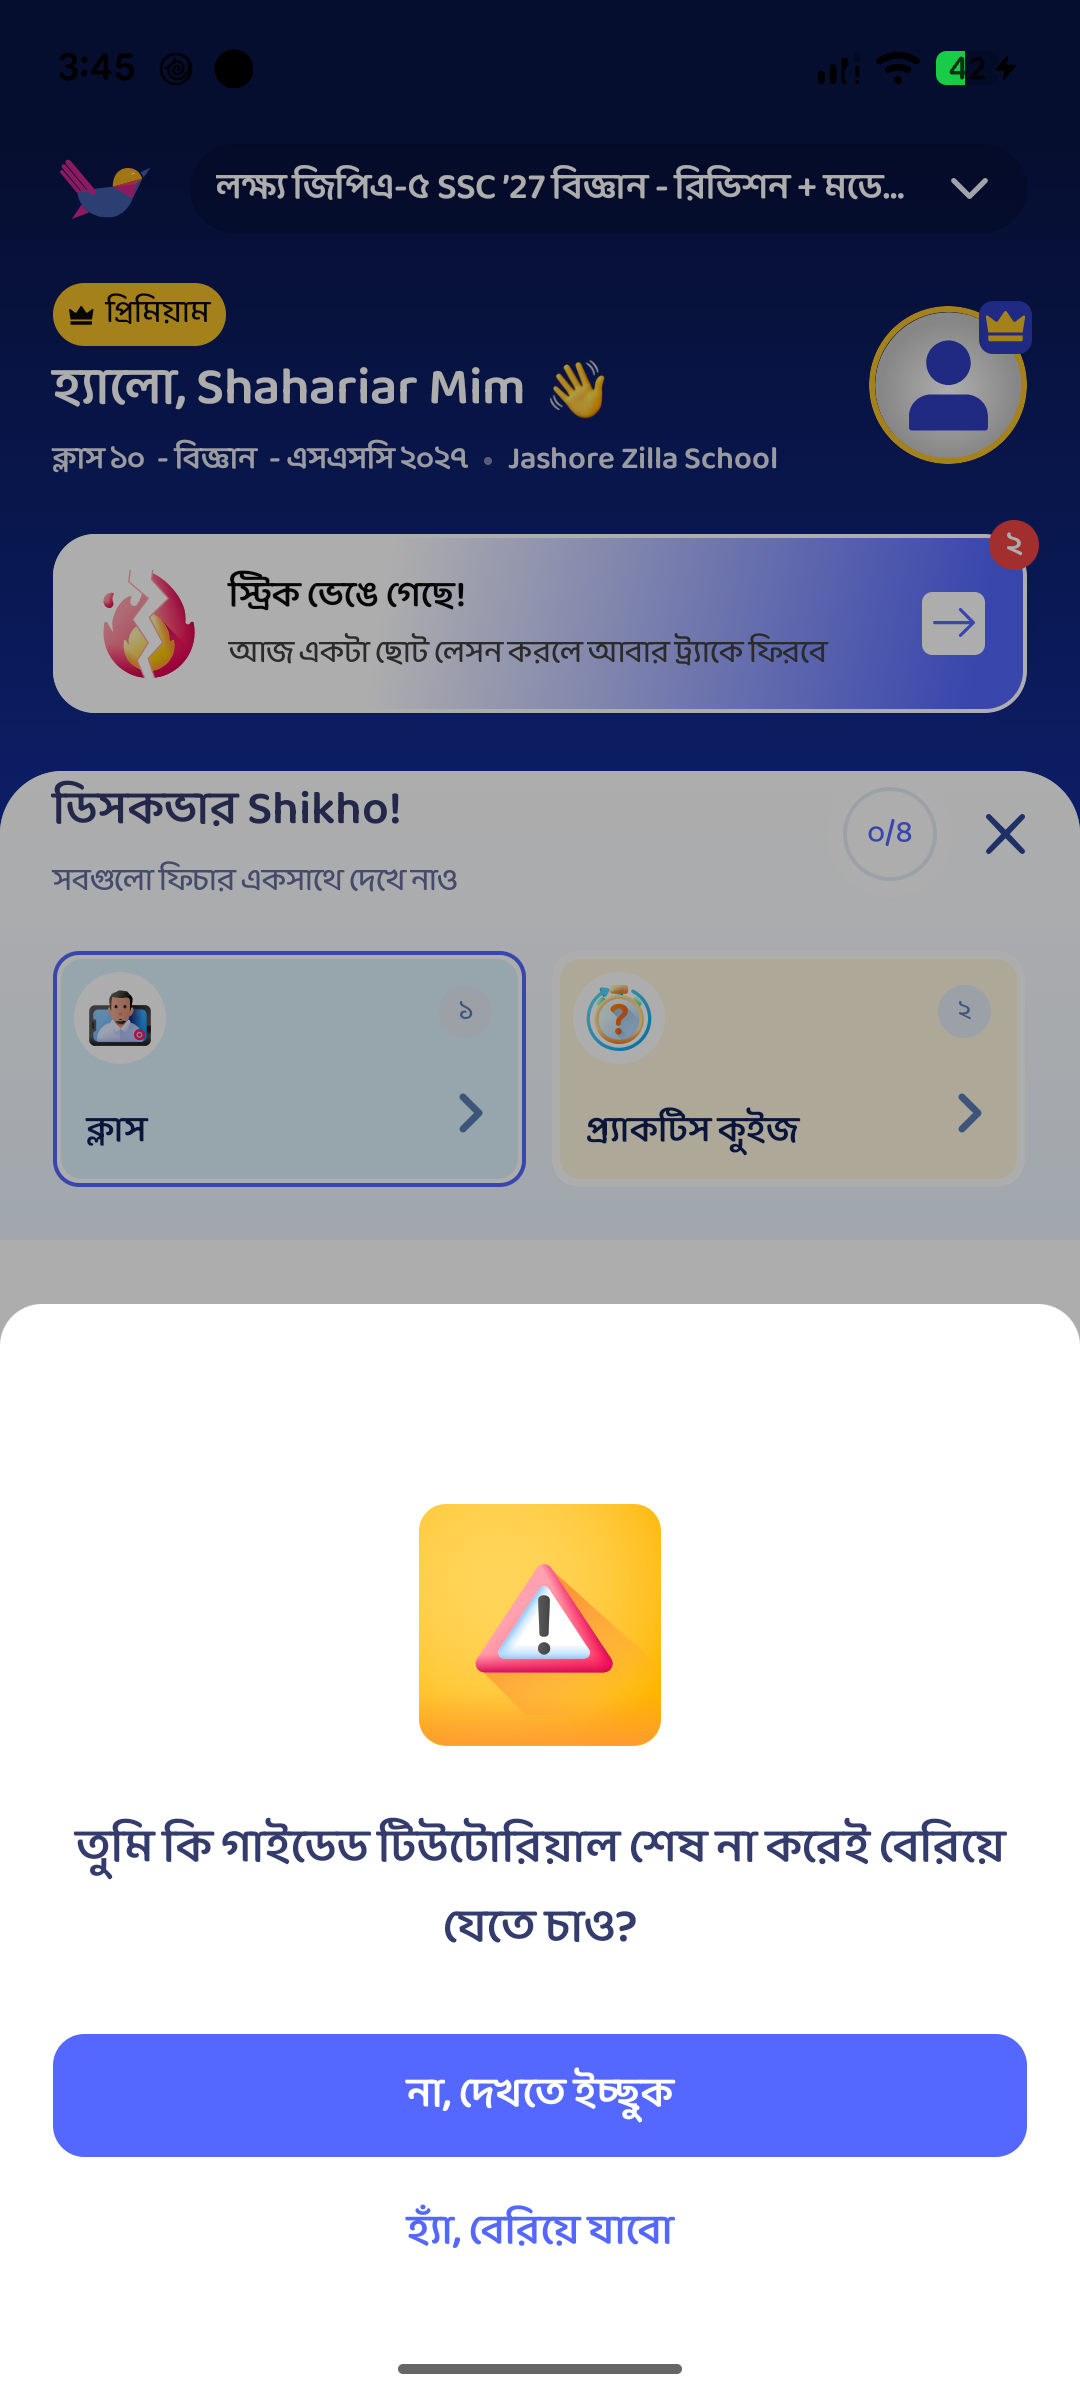 3:45
42
লক্ষ্য জিপিএ-৫ SSC ’27 বিজ্ঞান - রিভিশন + মডে...
প্রিমিয়াম
হ্যালো, Shahariar Mim 👋
ক্লাস ১০ - বিজ্ঞান - এসএসসি ২০২৭ • Jashore Zilla School
২
স্ট্রিক ভেঙে গেছে!
আজ একটা ছোট লেসন করলে আবার ট্র্যাকে ফিরবে
ডিসকভার Shikho!
০/৪
সবগুলো ফিচার একসাথে দেখে নাও
১
২
ক্লাস
প্র্যাকটিস কুইজ
তুমি কি গাইডেড টিউটোরিয়াল শেষ না করেই বেরিয়ে
যেতে চাও?
না, দেখতে ইচ্ছুক
হ্যাঁ, বেরিয়ে যাবো